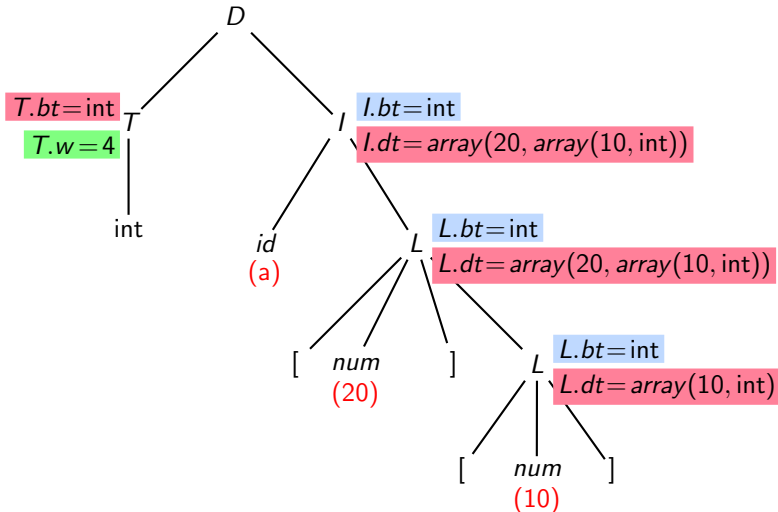 D
T.bt = int
T
T.w = 4
I
I.bt = int
I.dt = array(20, array(10, int))
int
id
(a)
L
L.bt = int
L.dt = array(20, array(10, int))
[ num ]
(20)
L
L.bt = int
L.dt = array(10, int)
[ num ]
(10)